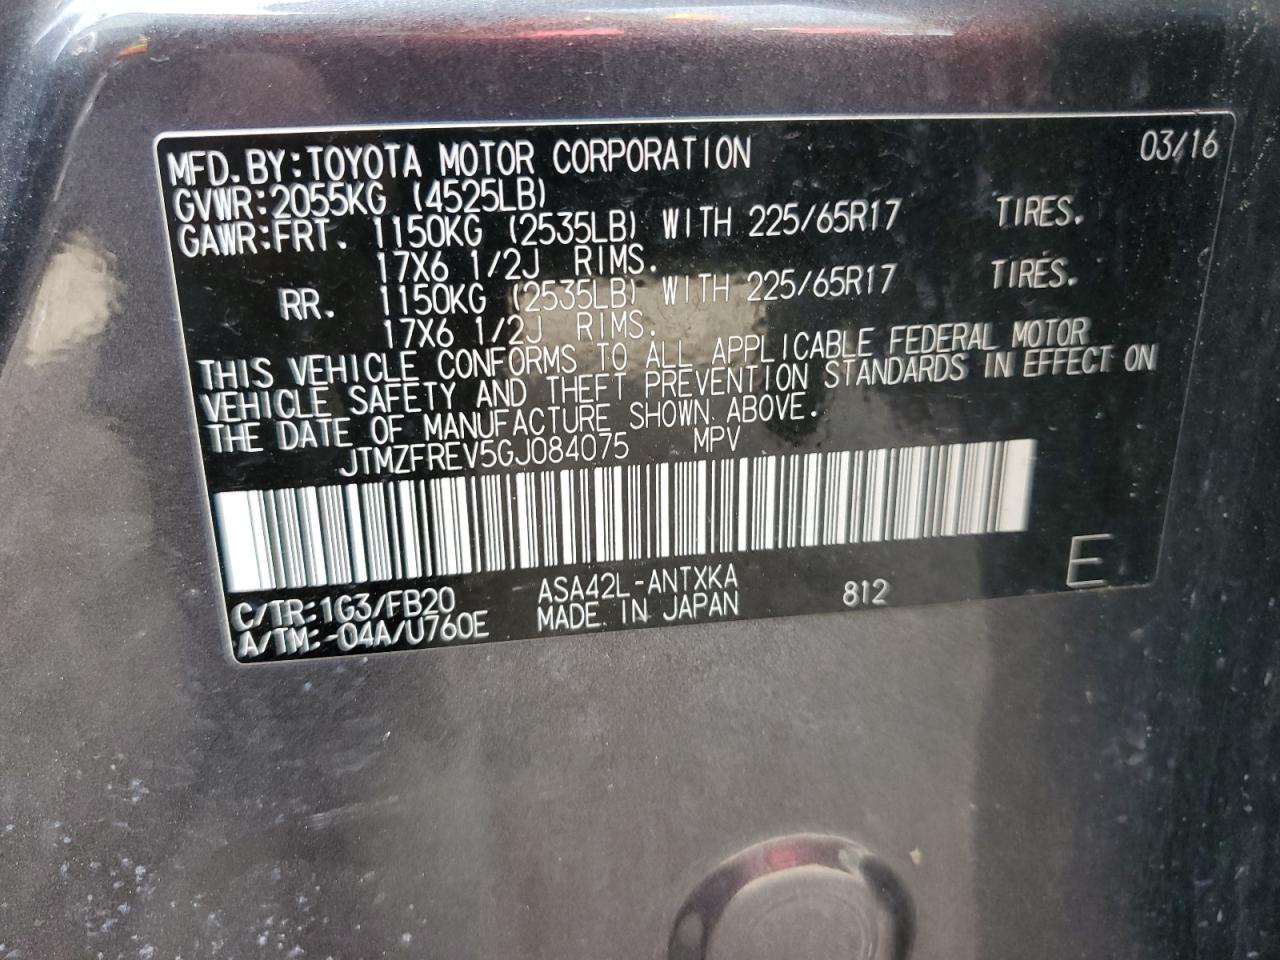 MFD. BY: TOYOTA MOTOR CORPORATION 03/16
GVWR: 2055KG (4525LB)
GAWR: FRT. 1150KG (2535LB) WITH 225/65R17 TIRES.
17X6 1/2J RIMS.
RR. 1150KG (2535LB) WITH 225/65R17 TIRES.
17X6 1/2J RIMS.
THIS VEHICLE CONFORMS TO ALL APPLICABLE FEDERAL MOTOR
VEHICLE SAFETY AND THEFT PREVENTION STANDARDS IN EFFECT ON
THE DATE OF MANUFACTURE SHOWN ABOVE.
JTMZFREV5GJ084075 MPV
E
C/TR: 1G3/FB20 ASA42L-ANTXKA 812
A/TM: -04A/U760E MADE IN JAPAN